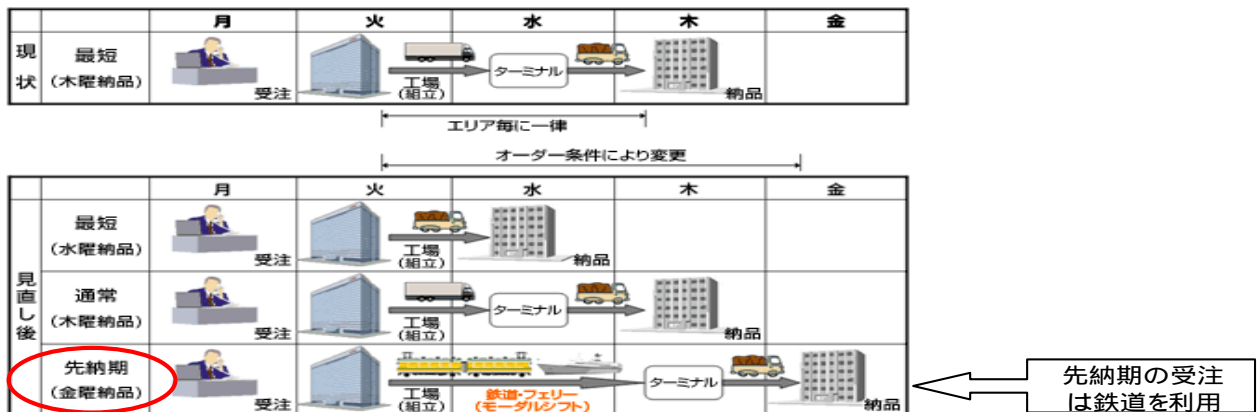 月 火 水 木 金
現状
最短
(木曜納品)
受注
工場
(組立)
ターミナル
納品
エリア毎に一律
オーダー条件により変更
月 火 水 木 金
見直し後
最短
(水曜納品)
受注
工場
(組立)
納品
通常
(木曜納品)
受注
工場
(組立)
ターミナル
納品
先納期
(金曜納品)
受注
工場
(組立)
鉄道・フェリー
(モーダルシフト)
ターミナル
納品
先納期の受注
は鉄道を利用